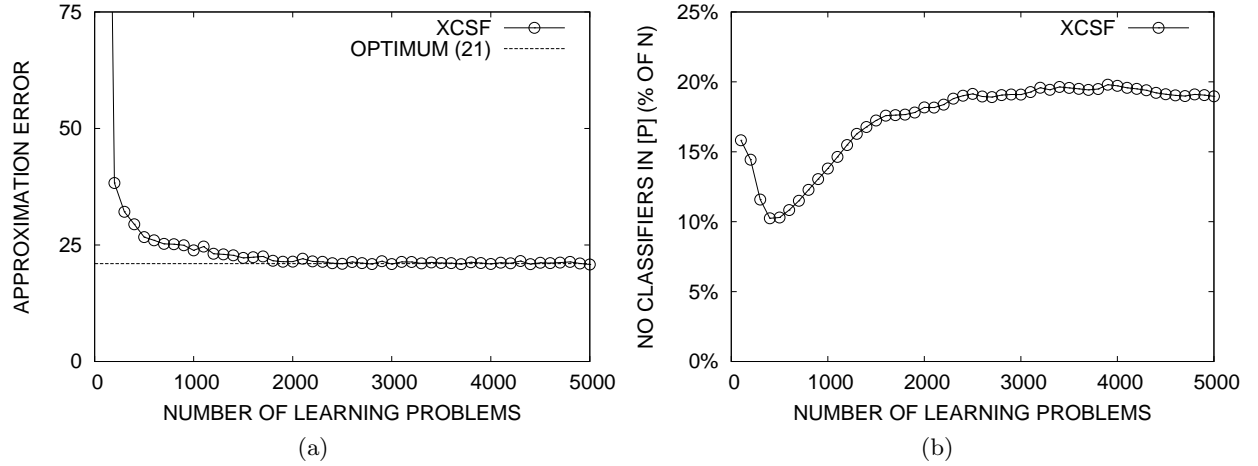 APPROXIMATION ERROR
75
50
25
0
XCSF
OPTIMUM (21)
0 1000 2000 3000 4000 5000
NUMBER OF LEARNING PROBLEMS
(a)
NO CLASSIFIERS IN [P] (% OF N)
25%
20%
15%
10%
5%
0%
XCSF
0 1000 2000 3000 4000 5000
NUMBER OF LEARNING PROBLEMS
(b)